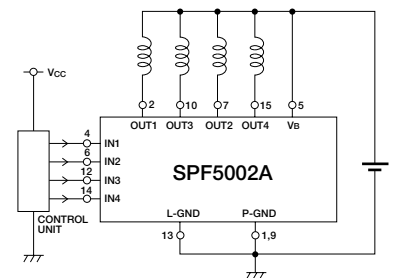 Vcc
2 10 7 15 5
OUT1 OUT3 OUT2 OUT4 VB
4 IN1
6 IN2
12 IN3
14 IN4
SPF5002A
CONTROL
UNIT
L-GND P-GND
13 1,9